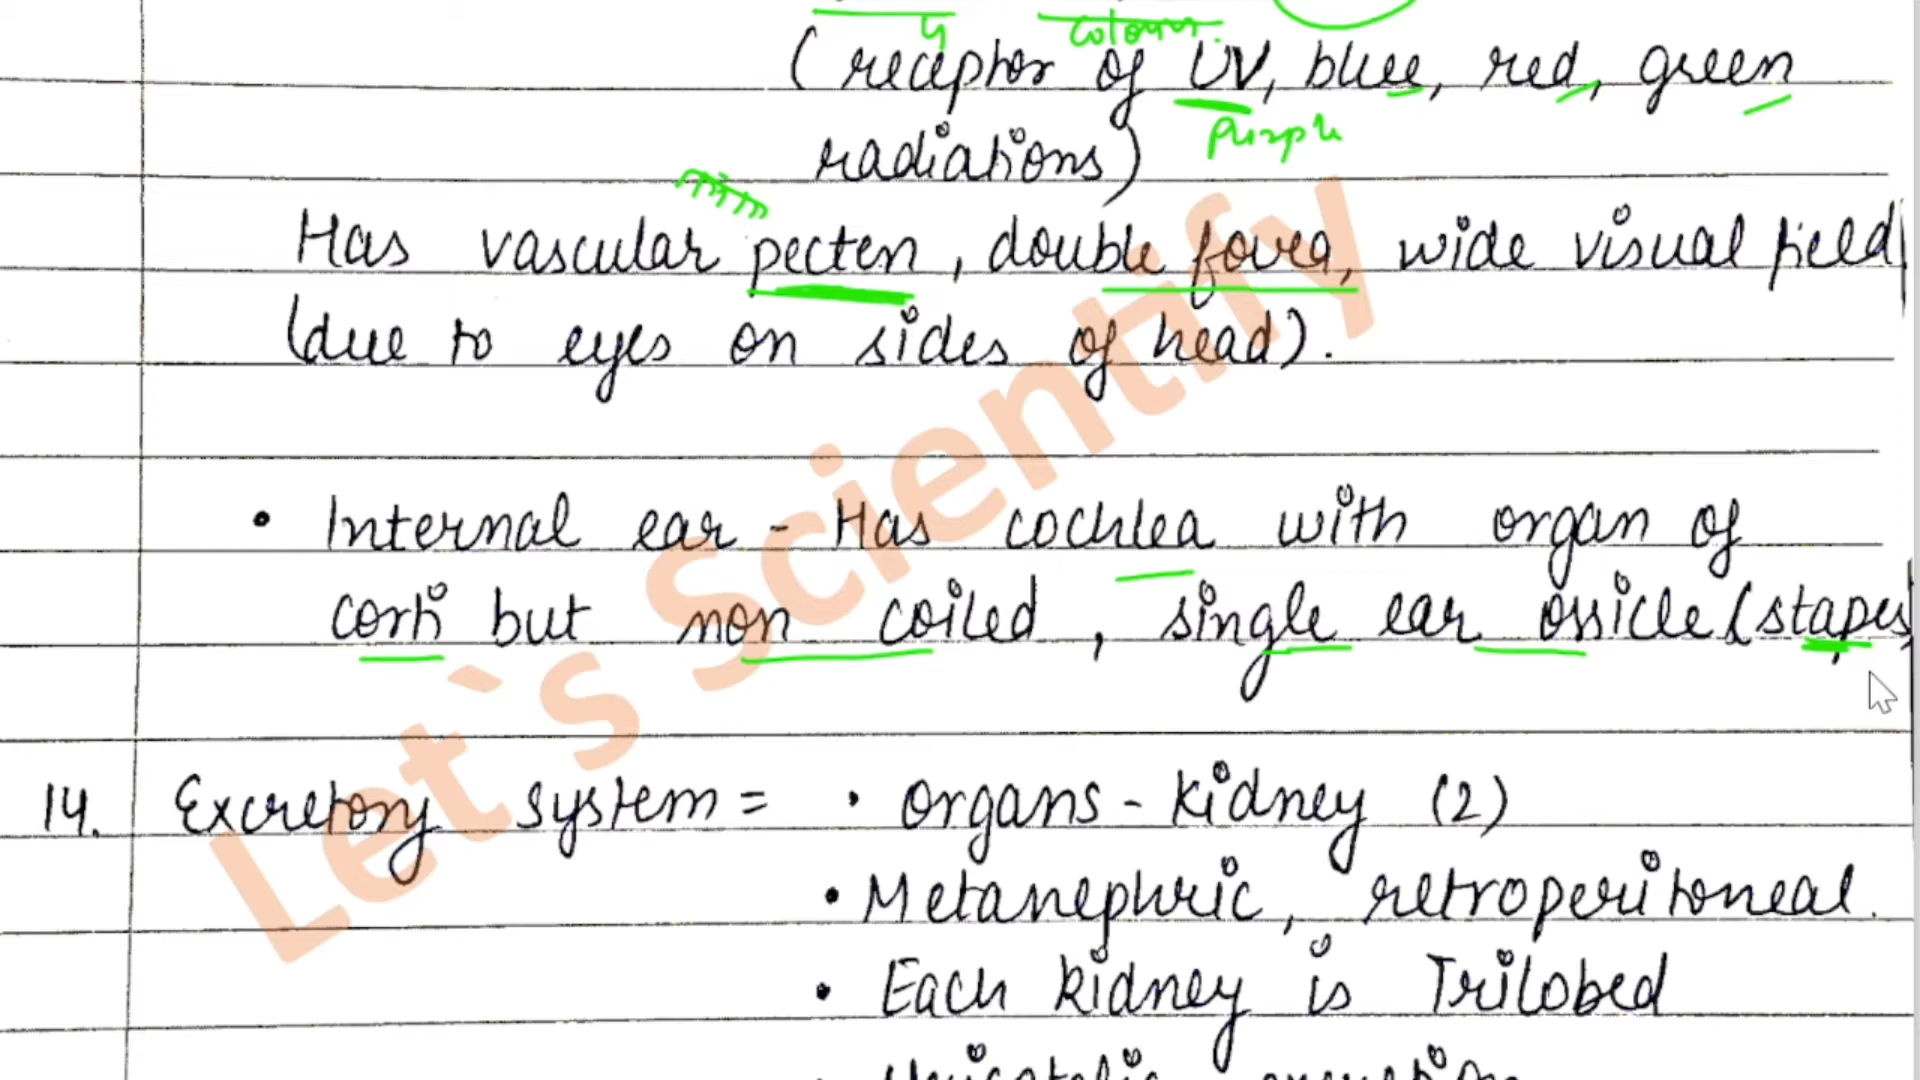 colours.
(receptor of UV, blue, red, green
purple
radiations)
Has vascular pecten, double fovea, wide visual field
(due to eyes on sides of head).
• Internal ear - Has cochlea with organ of
corti but non coiled, single ear ossicle (stapes)
14. Excretory system = • organs - kidney (2)
• Metanephric, retroperitoneal.
• Each kidney is Trilobed
Let's Scientify